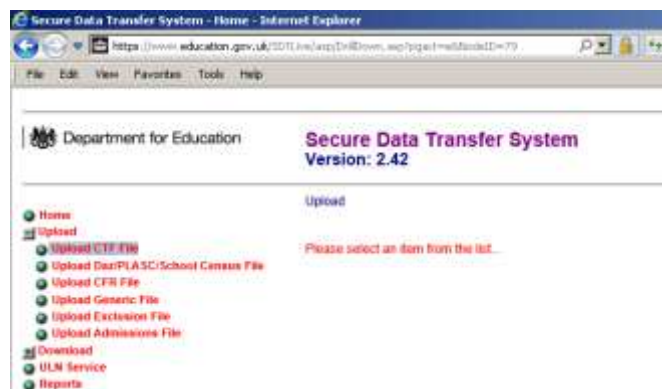 Secure Data Transfer System - Home - Internet Explorer
https://www.education.gov.uk/
File Edit View Favorites Tools Help
Department for Education
Secure Data Transfer System
Version: 2.42
Upload
Please select an item from the list...
Home
Upload
Upload CTF File
Upload Daz/PLASC/School Census File
Upload CFR File
Upload Generic File
Upload Exclusion File
Upload Admissions File
Download
ULN Service
Reports